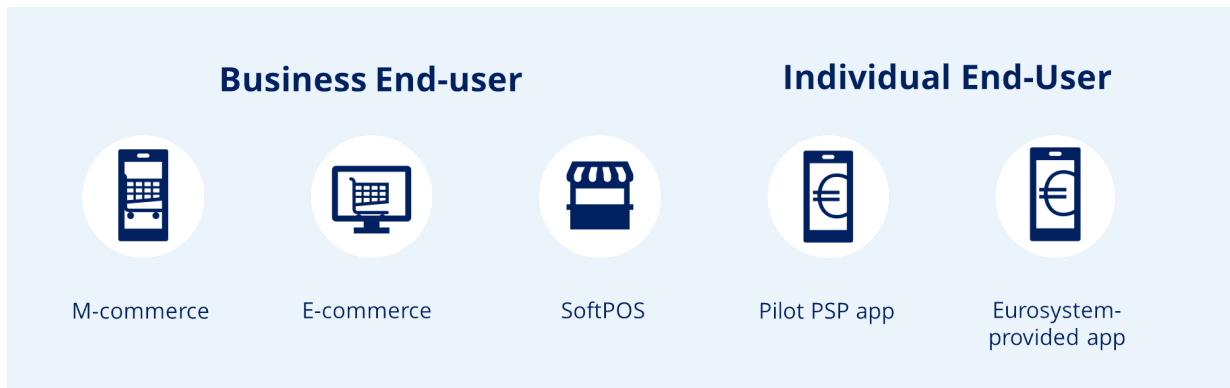 Business End-user
Individual End-User
M-commerce
E-commerce
SoftPOS
Pilot PSP app
Eurosystem-
provided app